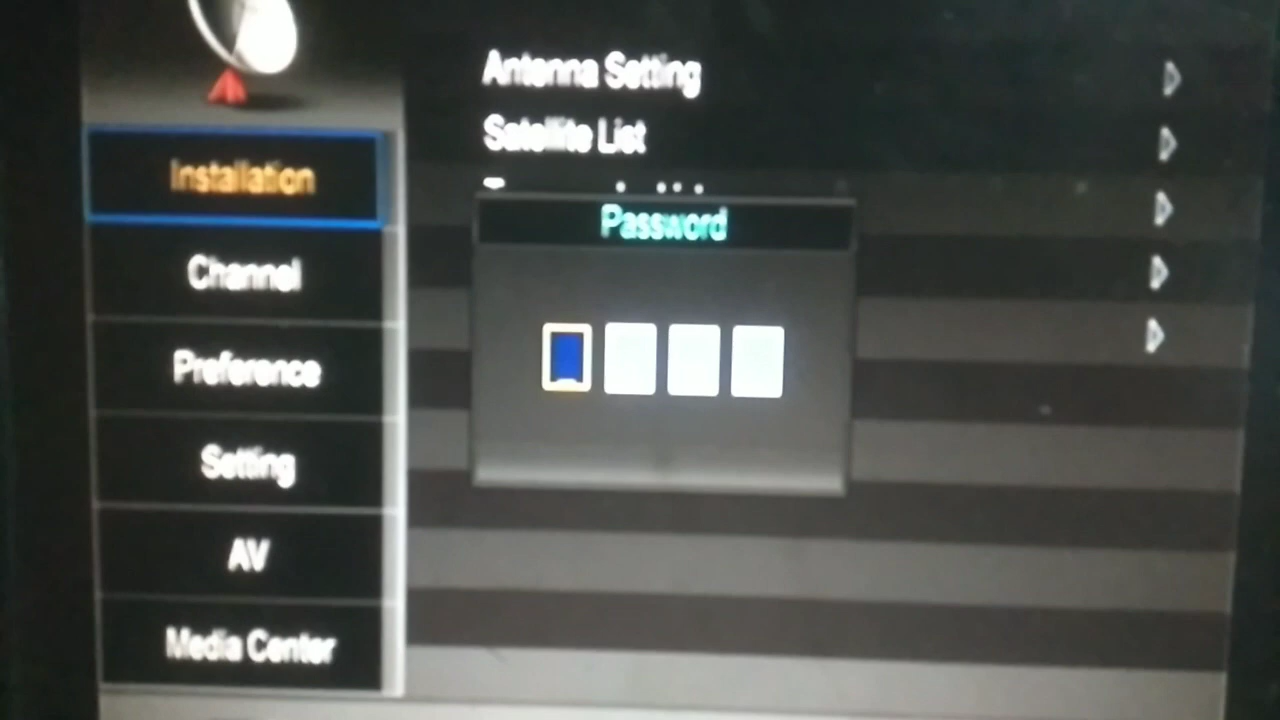 Antenna Setting
Satellite List
Installation
Password
Channel
Preference
Setting
AV
Media Center